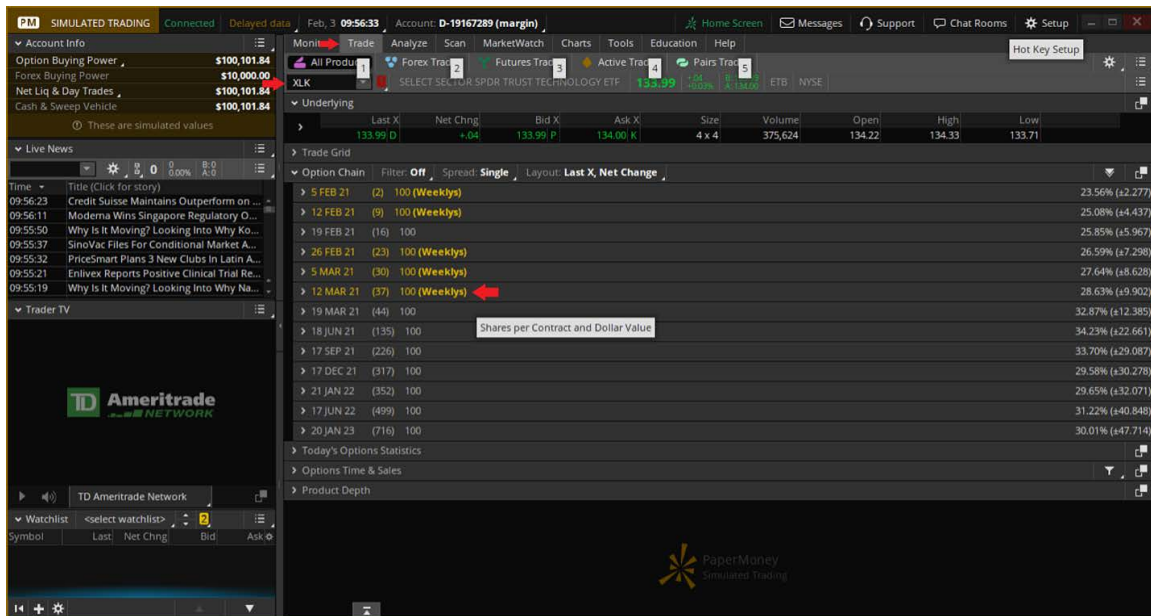 PM SIMULATED TRADING Connected Delayed data Feb, 3 09:56:33 Account: D-19167289 (margin) Home Screen Messages Support Chat Rooms Setup
Account Info
Option Buying Power $100,101.84
Forex Buying Power $10,000.00
Net Liq & Day Trades $100,101.84
Cash & Sweep Vehicle $100,101.84
These are simulated values
Live News
0 0 0.00% B: 0 A: 0
Time Title (Click for story)
09:56:23 Credit Suisse Maintains Outperform on ...
09:56:11 Moderna Wins Singapore Regulatory O...
09:55:50 Why Is It Moving? Looking Into Why Ko...
09:55:37 SinoVac Files For Conditional Market A...
09:55:32 PriceSmart Plans 3 New Clubs In Latin A...
09:55:21 Enlivex Reports Positive Clinical Trial Re...
09:55:19 Why Is It Moving? Looking Into Why Na...
Trader TV
TD Ameritrade
NETWORK
TD Ameritrade Network
Watchlist <select watchlist> 2
Symbol Last Net Chng Bid Ask
Trade Analyze Scan MarketWatch Charts Tools Education Help
Hot Key Setup
All Produ 1 Forex Trad 2 Futures Trad 3 Active Trad 4 Pairs Trad 5
XLK SELECT SECTOR SPDR TRUST TECHNOLOGY ETF 133.99 +.04 +0.03% A: 134.00 ETB NYSE
Underlying
Last X Net Chng Bid X Ask X Size Volume Open High Low
133.99 D +.04 133.99 P 134.00 K 4 x 4 375,624 134.22 134.33 133.71
Trade Grid
Option Chain Filter: Off Spread: Single Layout: Last X, Net Change
5 FEB 21 (2) 100 (Weeklys) 23.56% (±2.277)
12 FEB 21 (9) 100 (Weeklys) 25.08% (±4.437)
19 FEB 21 (16) 100 25.85% (±5.967)
26 FEB 21 (23) 100 (Weeklys) 26.59% (±7.298)
5 MAR 21 (30) 100 (Weeklys) 27.64% (±8.628)
12 MAR 21 (37) 100 (Weeklys) 28.63% (±9.902)
19 MAR 21 (44) 100 32.87% (±12.385)
Shares per Contract and Dollar Value
18 JUN 21 (135) 100 34.23% (±22.661)
17 SEP 21 (226) 100 33.70% (±29.087)
17 DEC 21 (317) 100 29.58% (±30.278)
21 JAN 22 (352) 100 29.65% (±32.071)
17 JUN 22 (499) 100 31.22% (±40.848)
20 JAN 23 (716) 100 30.01% (±47.714)
Today's Options Statistics
Options Time & Sales
Product Depth
PaperMoney
Simulated Trading